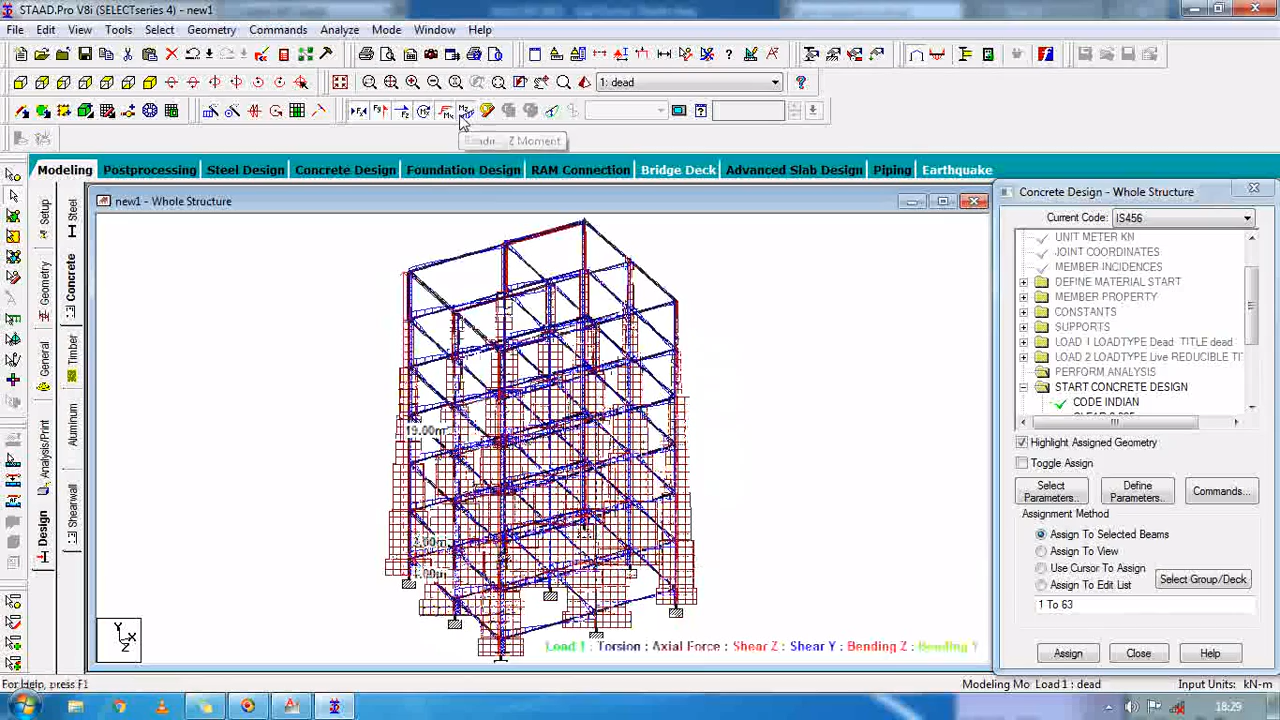 STAAD.Pro V8i (SELECTseries 4) - new1
File Edit View Tools Select Geometry Commands Analyze Mode Window Help
1: dead
Z Moment
Modeling Postprocessing Steel Design Concrete Design Foundation Design RAM Connection Bridge Deck Advanced Slab Design Piping Earthquake
Setup
Geometry
General
Analysis/Print
Design
Steel
Concrete
Timber
Aluminum
Shearwall
new1 - Whole Structure
19.00m
Y
X
Z
Load 1 : Torsion : Axial Force : Shear Z : Shear Y : Bending Z : Bending Y
Concrete Design - Whole Structure
Current Code: IS456
UNIT METER KN
JOINT COORDINATES
MEMBER INCIDENCES
DEFINE MATERIAL START
MEMBER PROPERTY
CONSTANTS
SUPPORTS
LOAD 1 LOADTYPE Dead TITLE dead
LOAD 2 LOADTYPE Live REDUCIBLE TI
PERFORM ANALYSIS
START CONCRETE DESIGN
CODE INDIAN
Highlight Assigned Geometry
Toggle Assign
Select Parameters...
Define Parameters...
Commands...
Assignment Method
Assign To Selected Beams
Assign To View
Use Cursor To Assign
Assign To Edit List
Select Group/Deck
1 To 63
Assign Close Help
For Help, press F1
Modeling Mo Load 1 : dead Input Units: kN-m
18:29